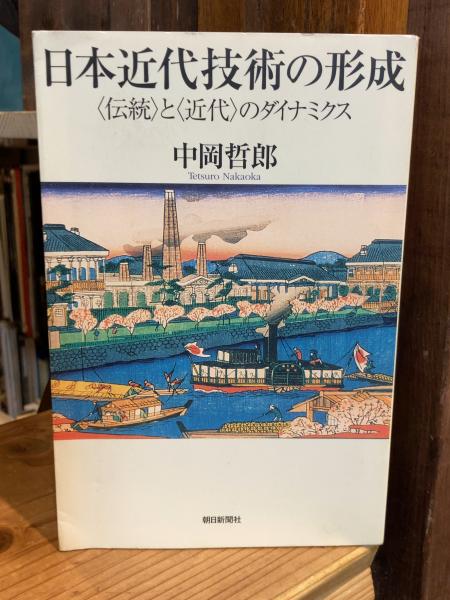 日本近代技術の形成
〈伝統〉と〈近代〉のダイナミクス
中岡哲郎
Tetsuro Nakaoka
朝日新聞社